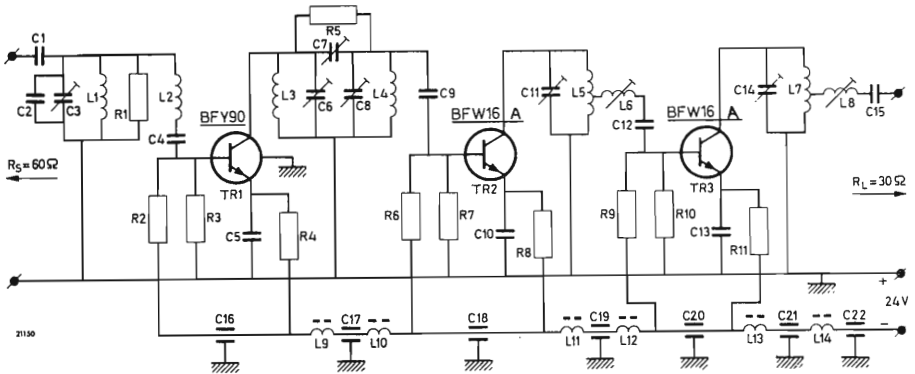 R5
C1
C7
C2
C3
L1
R1
L2
L3
C6
C8
L4
C9
C11
L5
L6
C14
L7
L8
C15
C4
BFY90
C12
BFW16 A
BFW16 A
RS=60Ω
TR1
TR2
TR3
RL=30Ω
R2
R3
C5
R4
R6
R7
C10
R8
R9
R10
C13
R11
+
24V
−
C16
C17
C18
C19
C20
C21
C22
L9
L10
L11
L12
L13
L14
21150